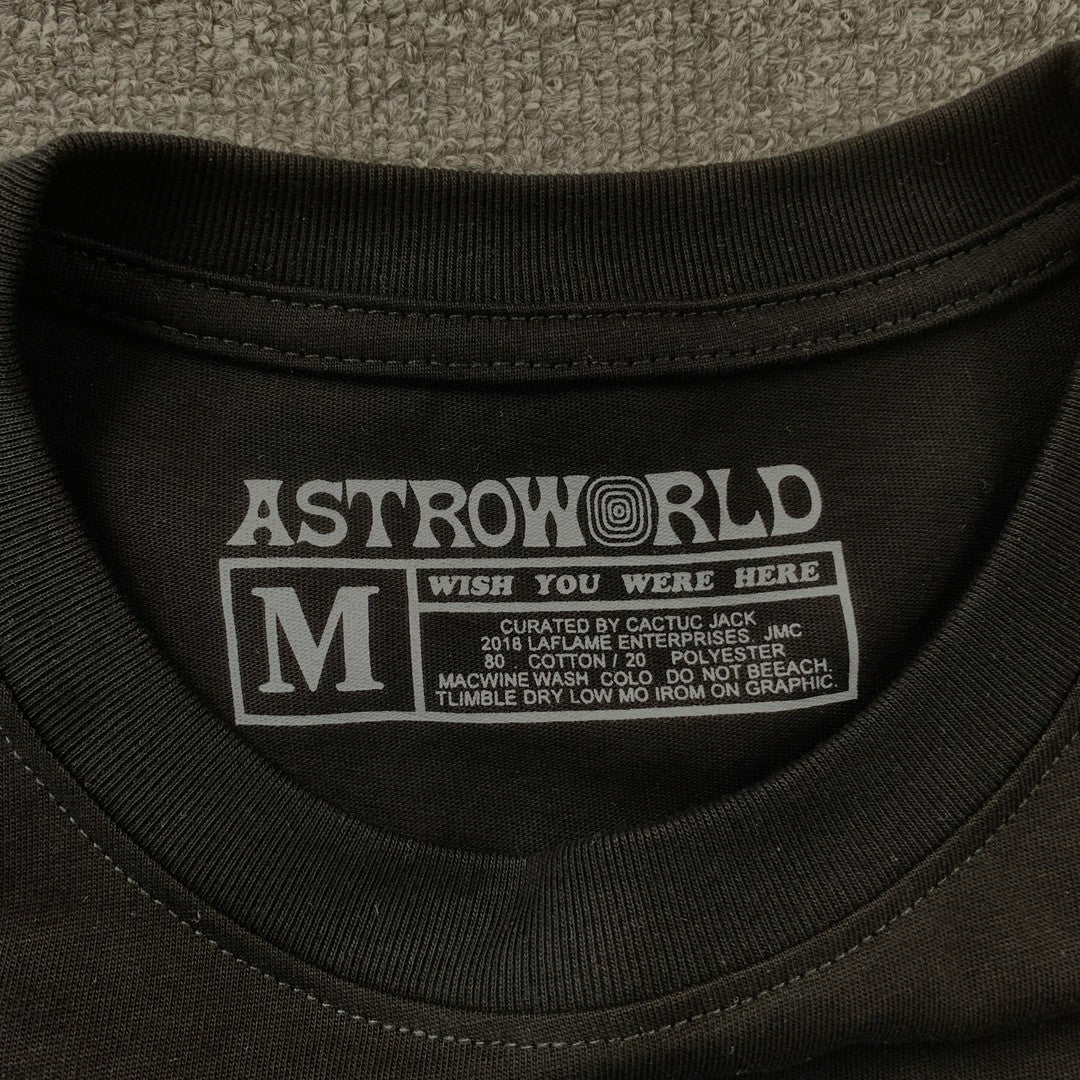 ASTROWORLD
M
WISH YOU WERE HERE
CURATED BY CACTUC JACK
2018 LAFLAME ENTERPRISES JMC
80 . COTTON / 20 POLYESTER
MACWINE WASH COLO DO NOT BEEACH.
TLIMBLE DRY LOW MO IROM ON GRAPHIC.